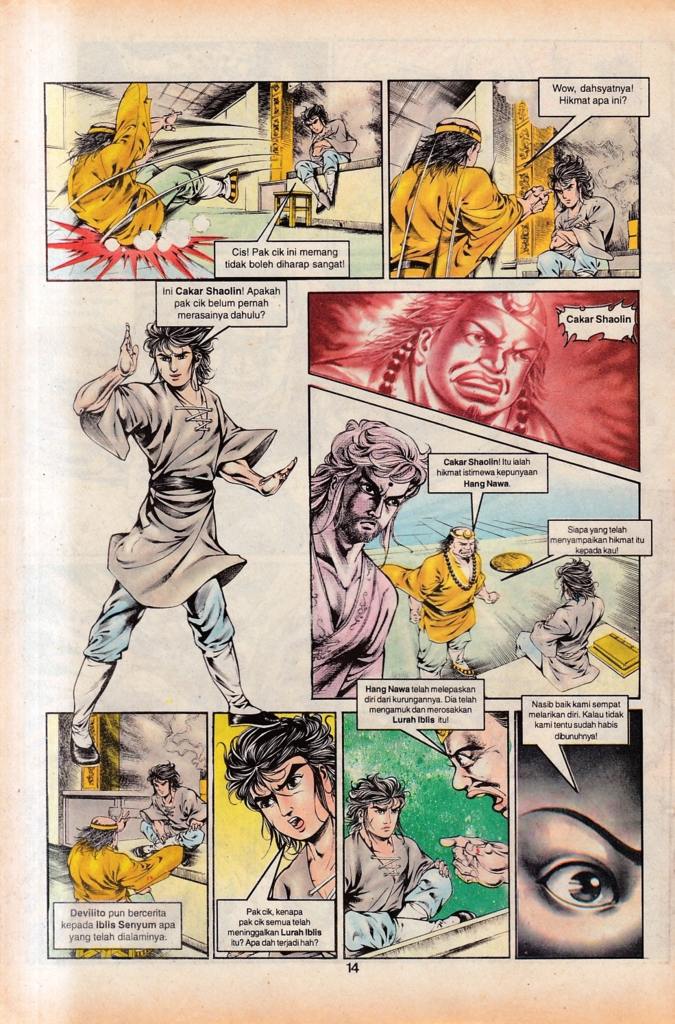 Cis! Pak cik ini memang
tidak boleh diharap sangat!
Wow, dahsyatnya!
Hikmat apa ini?
Ini Cakar Shaolin! Apakah
pak cik belum pernah
merasainya dahulu?
Cakar Shaolin
Cakar Shaolin! Itu ialah
hikmat istimewa kepunyaan
Hang Nawa.
Siapa yang telah
menyampaikan hikmat itu
kepada kau!
Devilito pun bercerita
kepada Iblis Senyum apa
yang telah dialaminya.
Pak cik, kenapa
pak cik semua telah
meninggalkan Lurah Iblis
itu? Apa dah terjadi hah?
Hang Nawa telah melepaskan
diri dari kurungannya. Dia telah
mengamuk dan merosakkan
Lurah Iblis itu!
Nasib baik kami sempat
melarikan diri. Kalau tidak
kami tentu sudah habis
dibunuhnya!
14